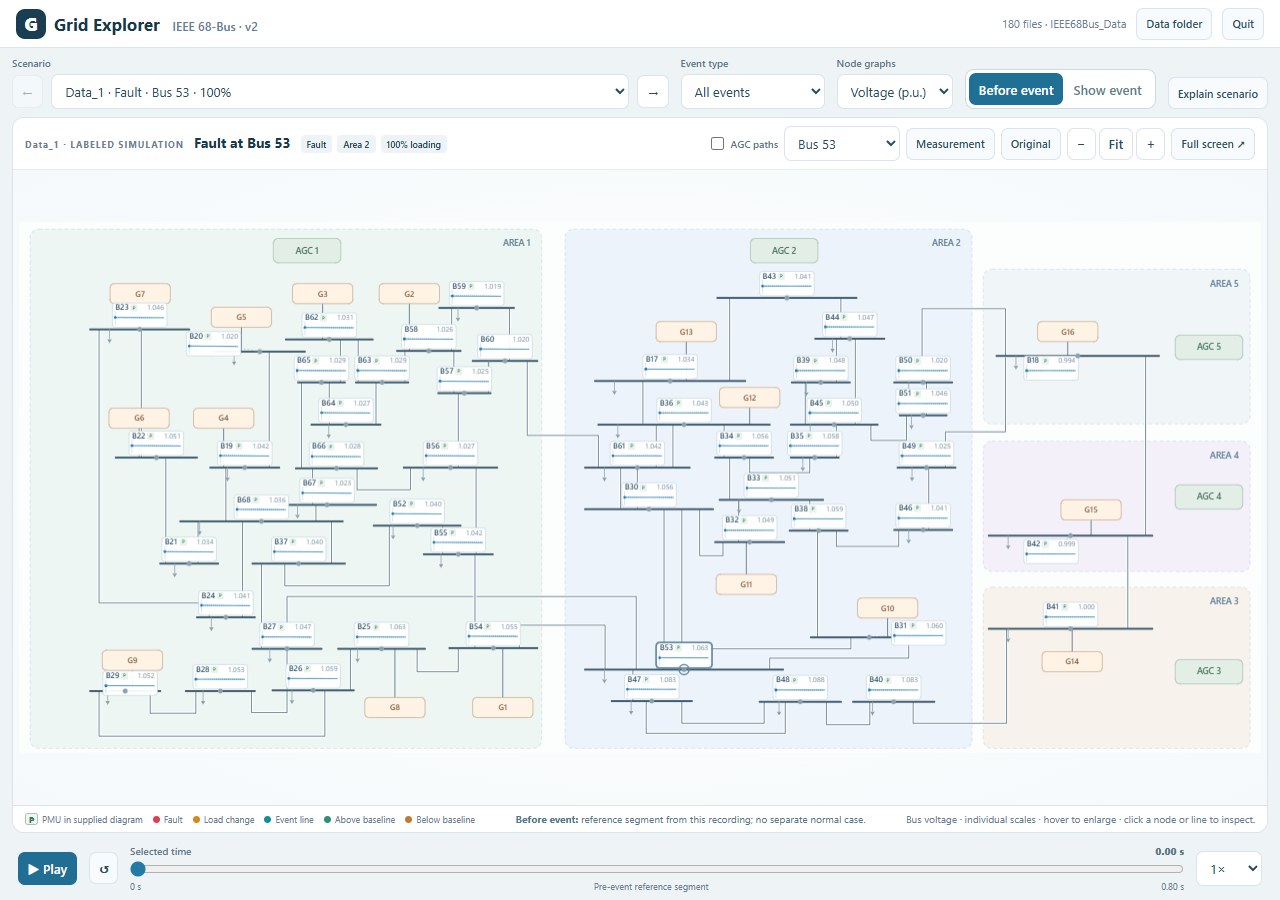 G Grid Explorer IEEE 68-Bus · v2
180 files · IEEE68Bus_Data Data folder Quit
Scenario Event type Node graphs
← Data_1 · Fault · Bus 53 · 100% → All events Voltage (p.u.) Before event Show event Explain scenario
Data_1 · LABELED SIMULATION Fault at Bus 53 Fault Area 2 100% loading
AGC paths Bus 53 Measurement Original − Fit + Full screen ↗
AREA 1
AGC 1
G7
G5
G3
G2
B59 P 1.019
B23 P 1.046
B20 1.020
B62 P 1.031
B58 1.026
B60 1.020
B65 P 1.029
B63 P 1.029
B57 P 1.025
B64 P 1.027
G6
G4
B22 P 1.051
B19 P 1.042
B66 P 1.028
B56 P 1.027
B67 P 1.023
B68 P 1.036
B52 P 1.040
B21 P 1.034
B37 P 1.040
B55 P 1.042
B24 P 1.041
B27 P 1.047
B25 P 1.063
B54 P 1.055
G9
B29 P 1.052
B28 P 1.053
B26 P 1.059
G8
G1
AREA 2
AGC 2
B43 P 1.041
G13
B44 P 1.047
B17 P 1.034
B39 P 1.048
B50 P 1.020
G12
B36 P 1.043
B45 P 1.050
B51 P 1.046
B61 P 1.042
B34 P 1.056
B35 P 1.058
B49 P 1.025
B30 P 1.056
B33 P 1.051
B32 P 1.049
B38 P 1.059
B46 P 1.041
G11
G10
B31 P 1.060
B53 P 1.063
B47 P 1.083
B48 P 1.088
B40 P 1.083
AREA 5
G16
AGC 5
B18 P 0.994
AREA 4
AGC 4
G15
B42 P 0.999
AREA 3
B41 P 1.000
G14
AGC 3
P PMU in supplied diagram Fault Load change Event line Above baseline Below baseline Before event: reference segment from this recording; no separate normal case. Bus voltage · individual scales · hover to enlarge · click a node or line to inspect.
▶ Play ↺ Selected time 0.00 s 1×
0 s Pre-event reference segment 0.80 s